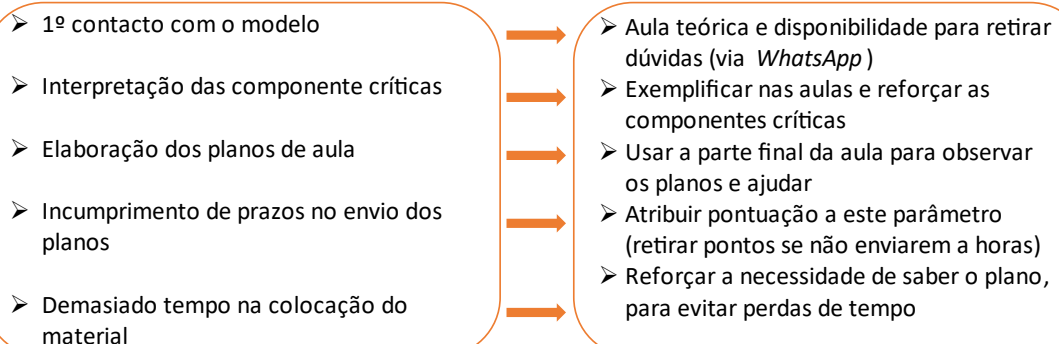 ➢ 1º contacto com o modelo
➢ Interpretação das componente críticas
➢ Elaboração dos planos de aula
➢ Incumprimento de prazos no envio dos
planos
➢ Demasiado tempo na colocação do
material
➢ Aula teórica e disponibilidade para retirar
dúvidas (via WhatsApp )
➢ Exemplificar nas aulas e reforçar as
componentes críticas
➢ Usar a parte final da aula para observar
os planos e ajudar
➢ Atribuir pontuação a este parâmetro
(retirar pontos se não enviarem a horas)
➢ Reforçar a necessidade de saber o plano,
para evitar perdas de tempo